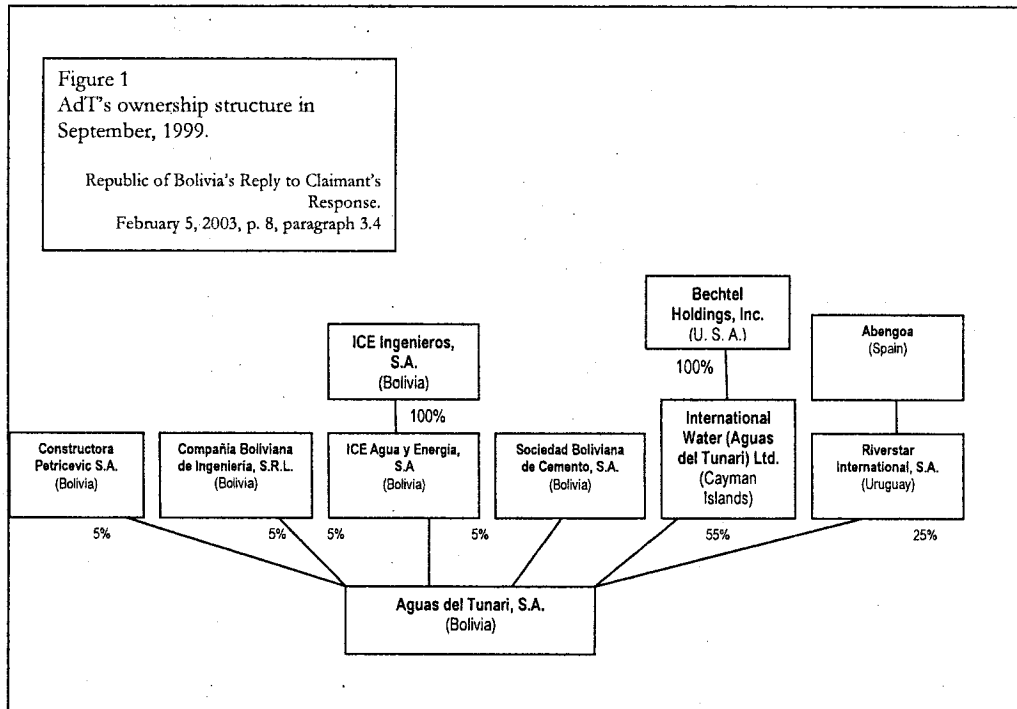 Figure 1
AdT's ownership structure in
September, 1999.
Republic of Bolivia's Reply to Claimant's
Response.
February 5, 2003, p. 8, paragraph 3.4
Bechtel
Holdings, Inc.
(U. S. A.)
Abengoa
(Spain)
ICE Ingenieros,
S.A.
(Bolivia)
100%
100%
Constructora
Petricevic S.A.
(Bolivia)
Compañia Boliviana
de Ingeniería, S.R.L.
(Bolivia)
ICE Agua y Energia,
S.A
(Bolivia)
Sociedad Boliviana
de Cemento, S.A.
(Bolivia)
International
Water (Aguas
del Tunari) Ltd.
(Cayman
Islands)
Riverstar
International, S.A.
(Uruguay)
5%
5%
5%
5%
55%
25%
Aguas del Tunari, S.A.
(Bolivia)